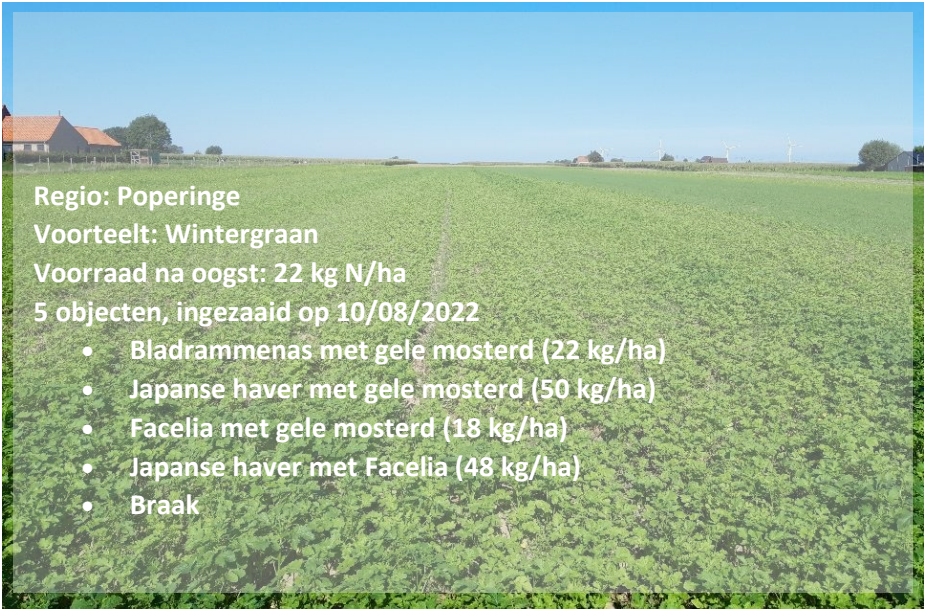 Regio: Poperinge
Voorteelt: Wintergraan
Voorraad na oogst: 22 kg N/ha
5 objecten, ingezaaid op 10/08/2022
• Bladrammenas met gele mosterd (22 kg/ha)
• Japanse haver met gele mosterd (50 kg/ha)
• Facelia met gele mosterd (18 kg/ha)
• Japanse haver met Facelia (48 kg/ha)
• Braak